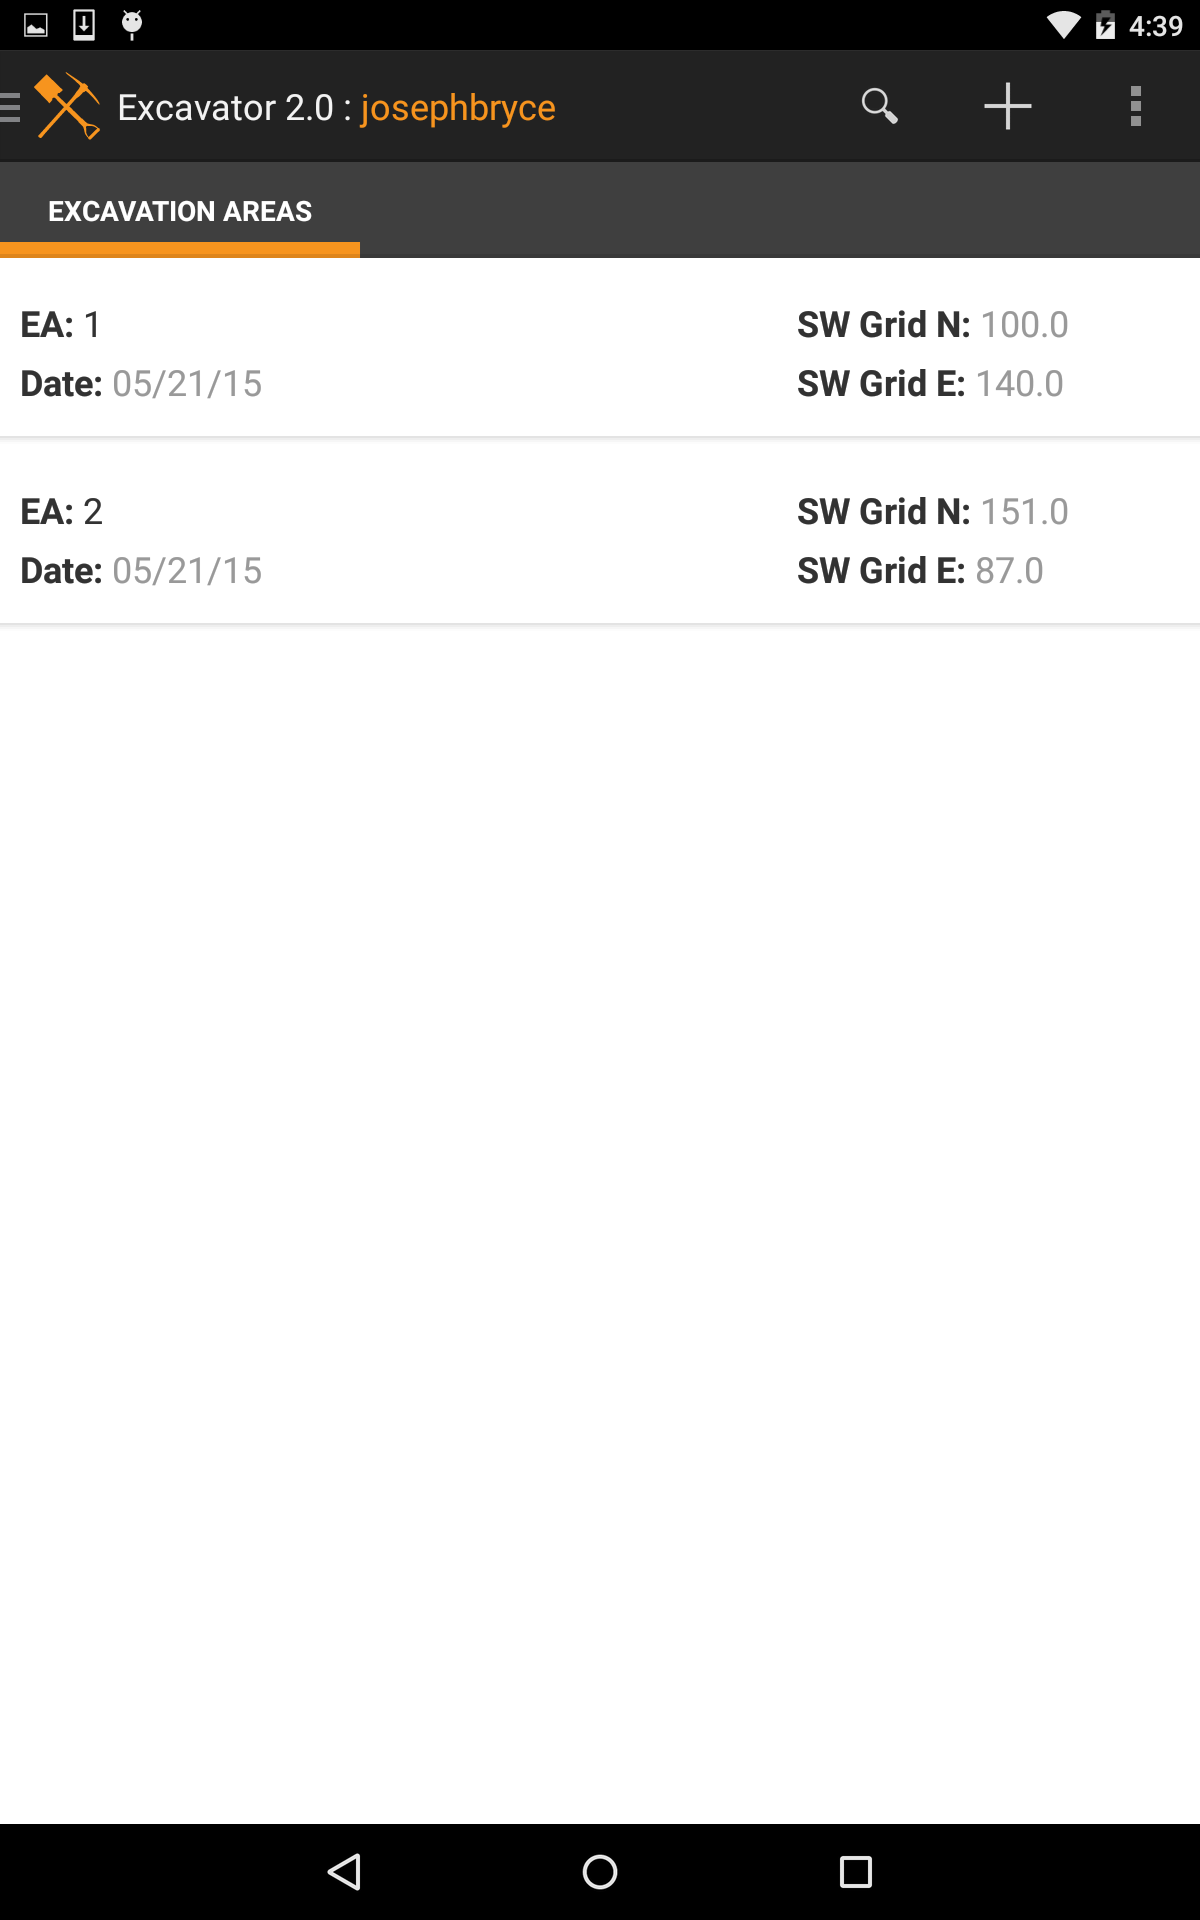 4:39
Excavator 2.0 : josephbryce
EXCAVATION AREAS
EA: 1
SW Grid N: 100.0
Date: 05/21/15
SW Grid E: 140.0
EA: 2
SW Grid N: 151.0
Date: 05/21/15
SW Grid E: 87.0